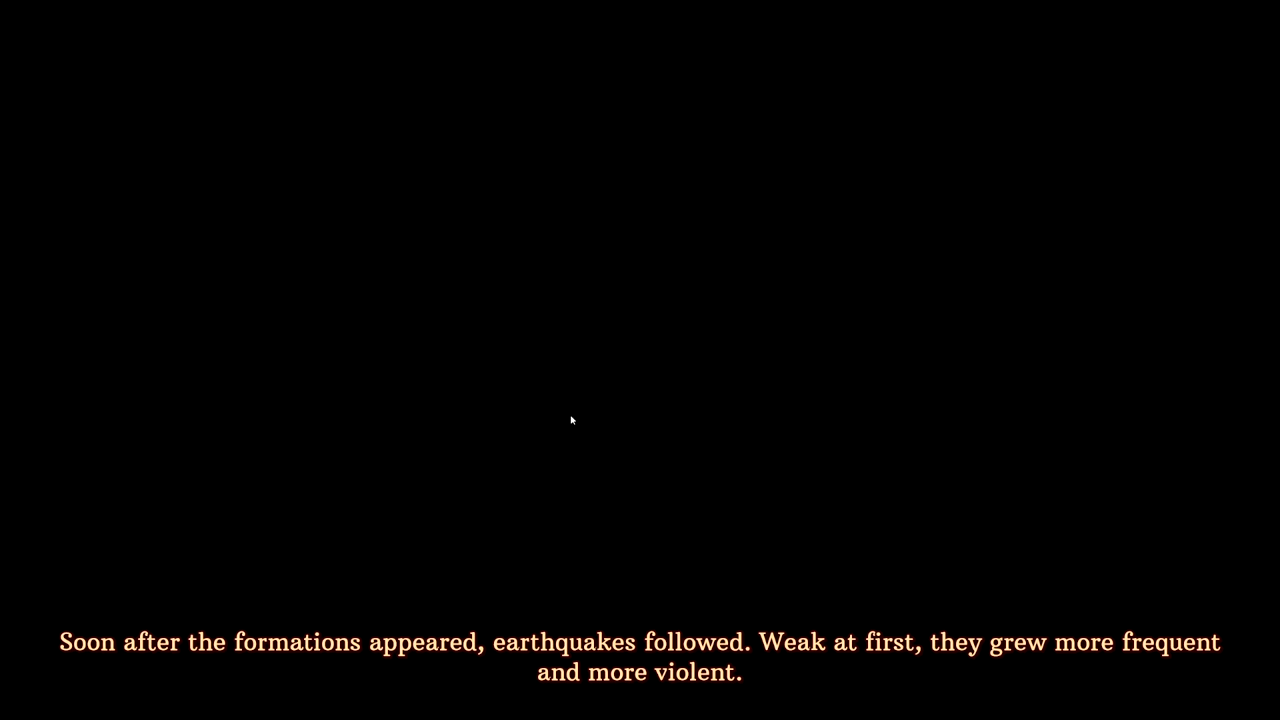 Soon after the formations appeared, earthquakes followed. Weak at first, they grew more frequent
and more violent.